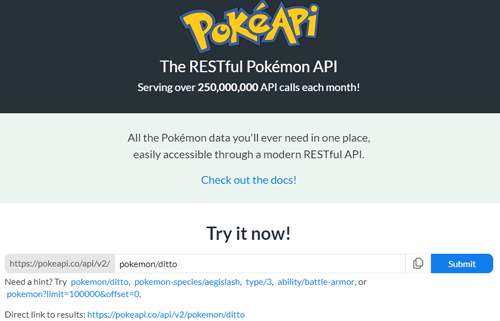 PokéAPI
The RESTful Pokémon API
Serving over 250,000,000 API calls each month!
All the Pokémon data you'll ever need in one place,
easily accessible through a modern RESTful API.
Check out the docs!
Try it now!
https://pokeapi.co/api/v2/ pokemon/ditto Submit
Need a hint? Try pokemon/ditto, pokemon-species/aegislash, type/3, ability/battle-armor, or
pokemon?limit=100000&offset=0.
Direct link to results: https://pokeapi.co/api/v2/pokemon/ditto